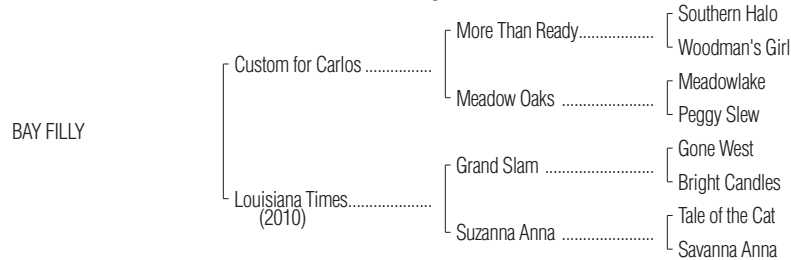 Southern Halo
More Than Ready.................
Woodman's Girl
Custom for Carlos ................
Meadowlake
Meadow Oaks .....................
Peggy Slew
BAY FILLY
Gone West
Grand Slam .........................
Bright Candles
Louisiana Times....................
(2010)
Tale of the Cat
Suzanna Anna .....................
Savanna Anna